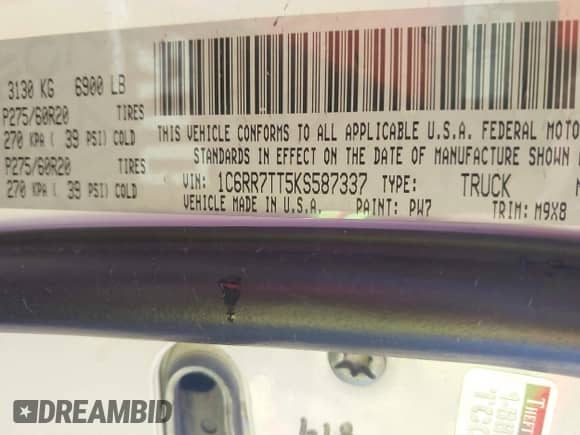 3130 KG 6900 LB
P275/60R20 TIRES
270 KPA ( 39 PSI) COLD
P275/60R20 TIRES
270 KPA ( 39 PSI) COLD
THIS VEHICLE CONFORMS TO ALL APPLICABLE U.S.A. FEDERAL MOTO
STANDARDS IN EFFECT ON THE DATE OF MANUFACTURE SHOWN
VIN: 1C6RR7TT5KS587337 TYPE: TRUCK
VEHICLE MADE IN U.S.A. PAINT: PW7 TRIM: M9X8
THEFT
DREAMBID